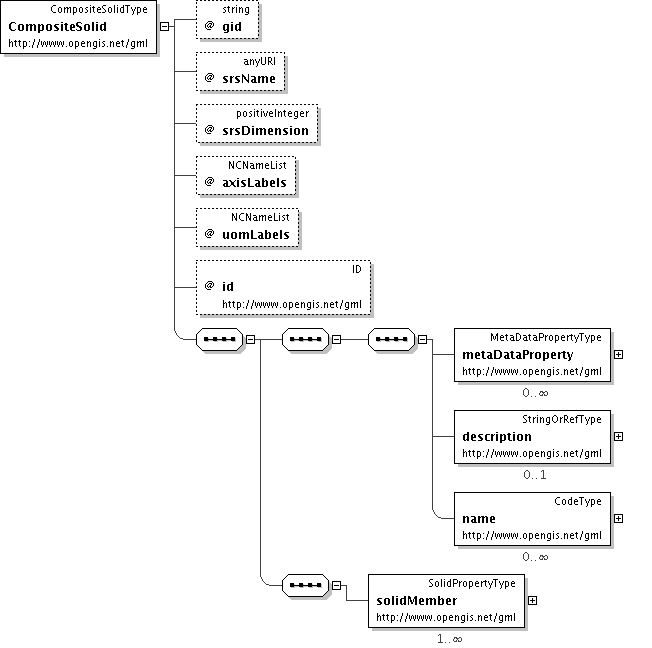 CompositeSolidType
CompositeSolid
http://www.opengis.net/gml
string
@ gid
anyURI
@ srsName
positiveInteger
@ srsDimension
NCNameList
@ axisLabels
NCNameList
@ uomLabels
ID
@ id
http://www.opengis.net/gml
MetaDataPropertyType
metaDataProperty
http://www.opengis.net/gml
0..∞
StringOrRefType
description
http://www.opengis.net/gml
0..1
CodeType
name
http://www.opengis.net/gml
0..∞
SolidPropertyType
solidMember
http://www.opengis.net/gml
1..∞